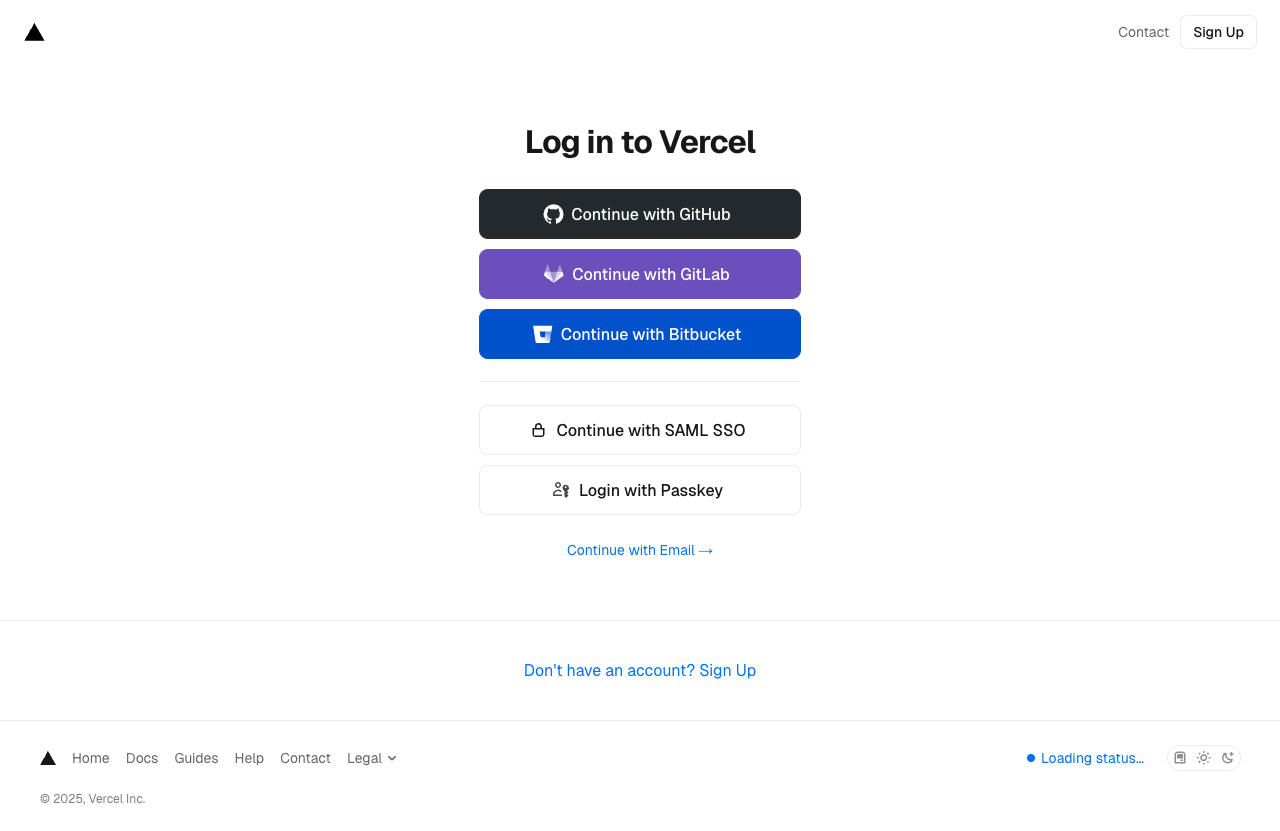 Contact
Sign Up
Log in to Vercel
Continue with GitHub
Continue with GitLab
Continue with Bitbucket
Continue with SAML SSO
Login with Passkey
Continue with Email →
Don't have an account? Sign Up
Home Docs Guides Help Contact Legal
Loading status…
© 2025, Vercel Inc.